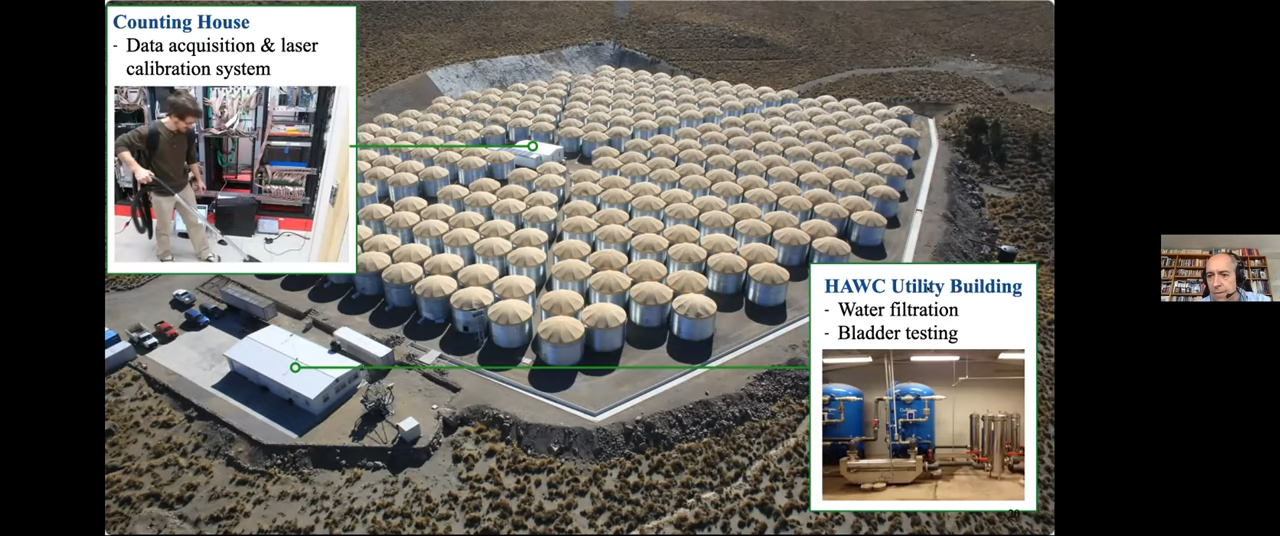 Counting House
- Data acquisition & laser
calibration system
HAWC Utility Building
- Water filtration
- Bladder testing